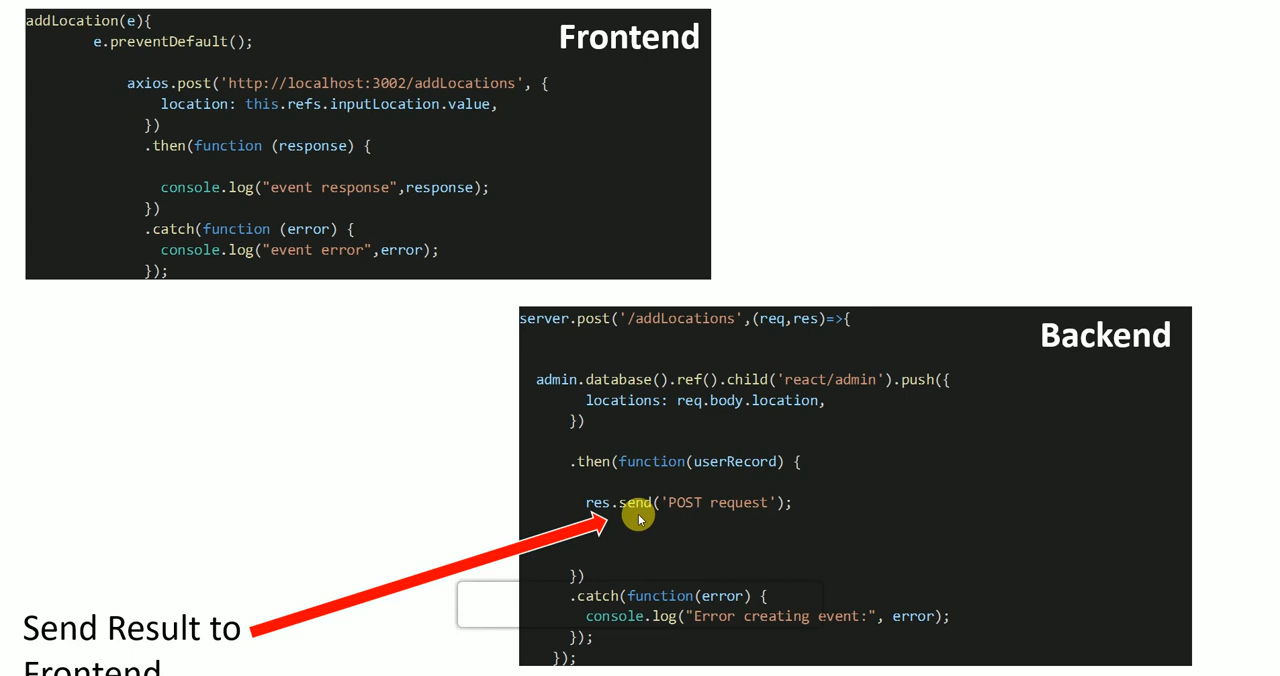 addLocation(e){
Frontend
e.preventDefault();
axios.post('http://localhost:3002/addLocations', {
location: this.refs.inputLocation.value,
})
.then(function (response) {
console.log("event response",response);
})
.catch(function (error) {
console.log("event error",error);
});
server.post('/addLocations',(req,res)=>{
Backend
admin.database().ref().child('react/admin').push({
locations: req.body.location,
})
.then(function(userRecord) {
res.send('POST request');
})
.catch(function(error) {
console.log("Error creating event:", error);
});
});
Send Result to
Frontend